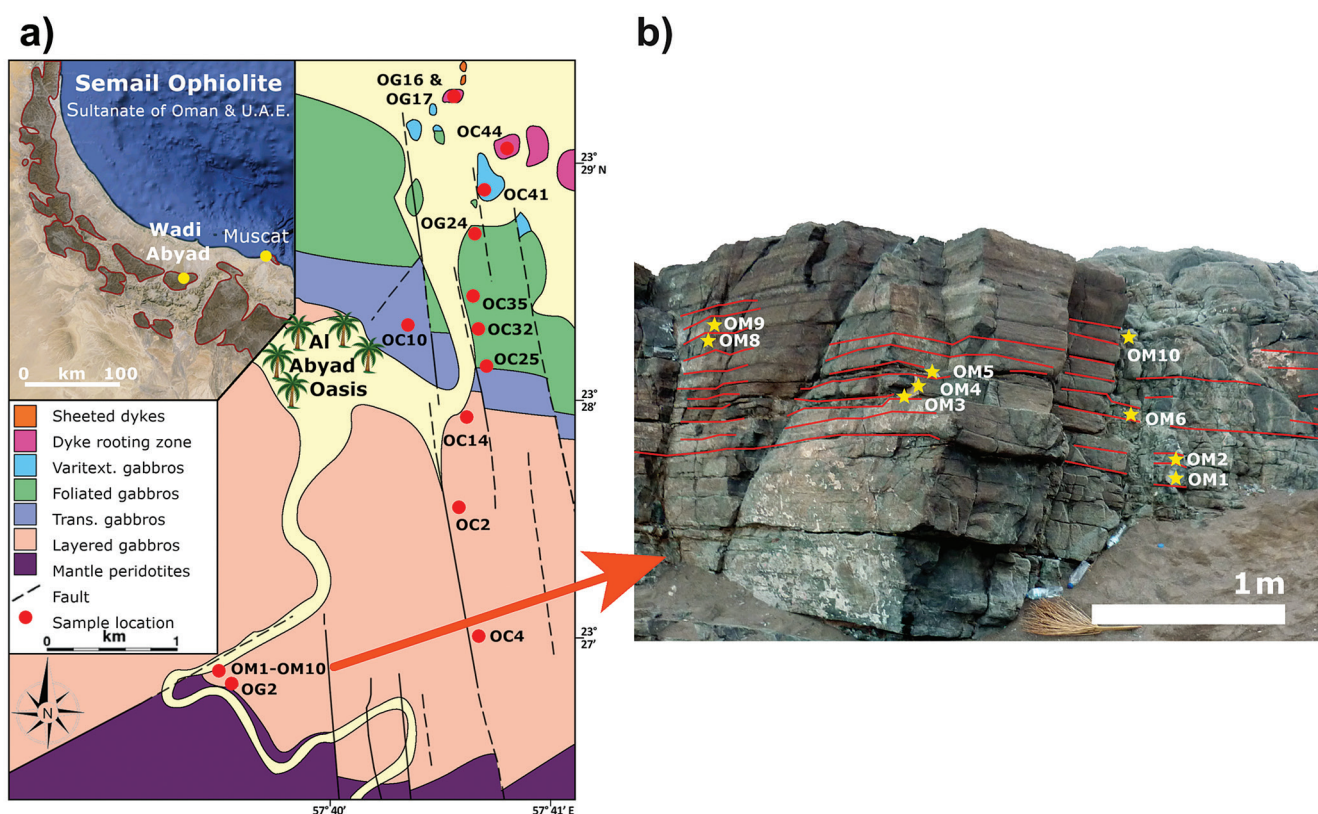 a)
Semail Ophiolite
Sultanate of Oman & U.A.E.
Wadi
Abyad
Muscat
0 km 100
Sheeted dykes
Dyke rooting zone
Varitext. gabbros
Foliated gabbros
Trans. gabbros
Layered gabbros
Mantle peridotites
Fault
Sample location
0 km 1
N
OG16 &
OG17
OC44
OC41
OG24
OC35
OC32
OC10
OC25
Al
Abyad
Oasis
OC14
OC2
OC4
OM1-OM10
OG2
23°
29' N
23°
28'
23°
27'
57° 40'
57° 41' E
b)
OM9
OM8
OM10
OM5
OM4
OM3
OM6
OM2
OM1
1 m